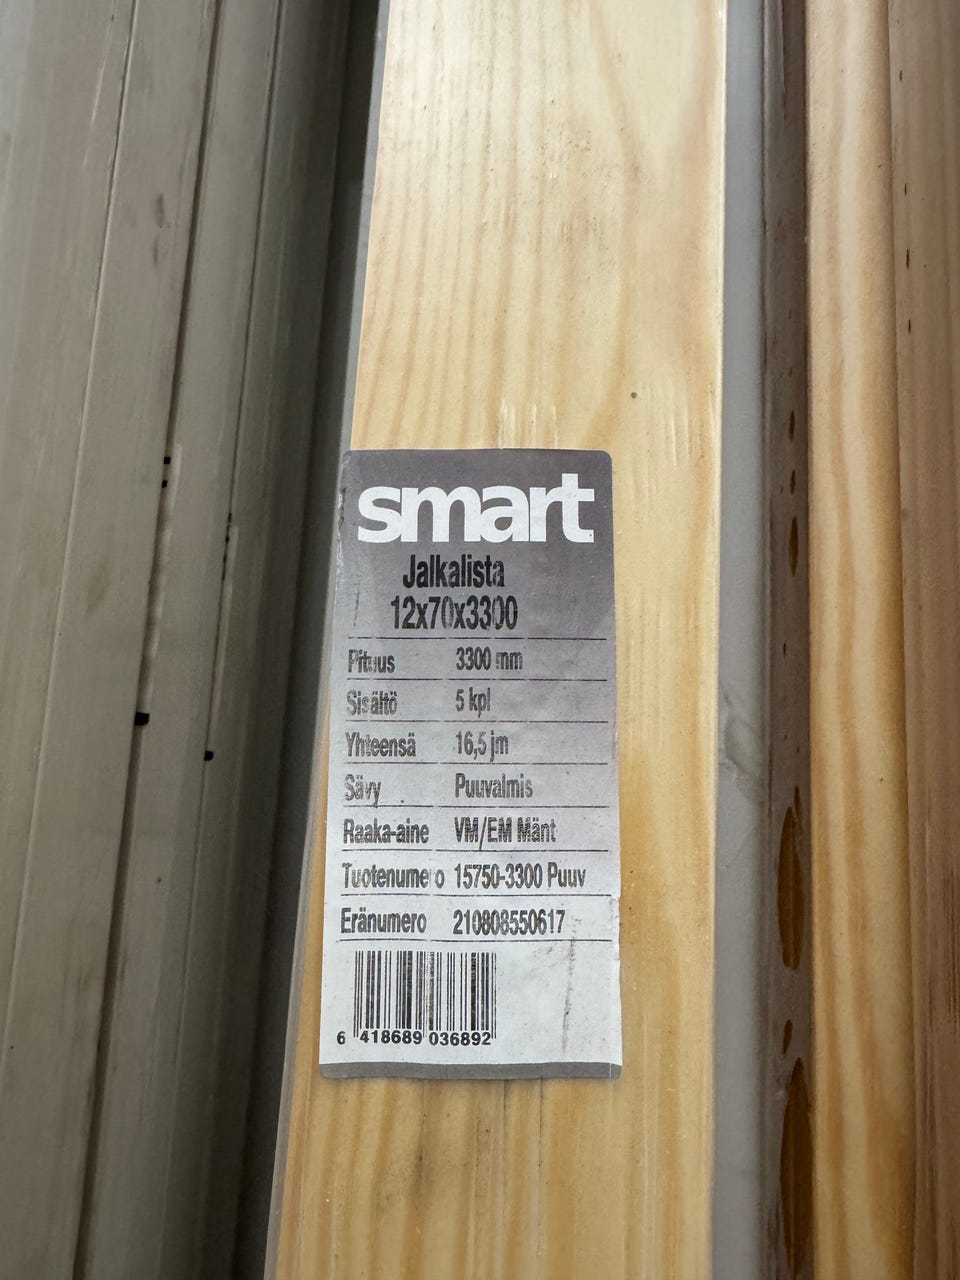 smart
Jalkalista
12x70x3300
Pituus 3300 mm
Sisältö 5 kpl
Yhteensä 16,5 jm
Sävy Puuvalmis
Raaka-aine VM/EM Mänt
Tuotenumero 15750-3300 Puuv
Eränumero 210808550617
6 418689 036892